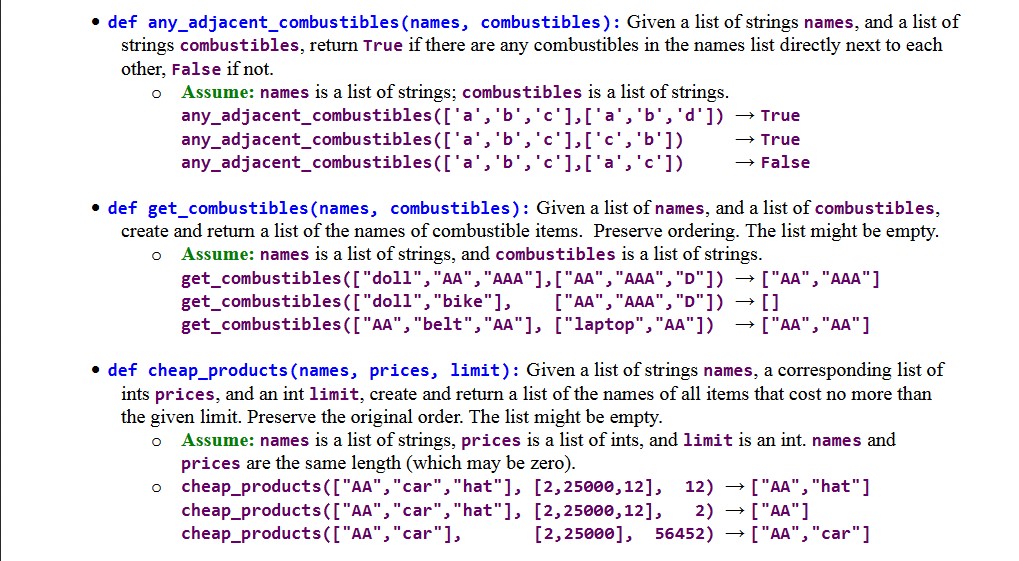 • def any_adjacent_combustibles(names, combustibles): Given a list of strings names, and a list of
strings combustibles, return True if there are any combustibles in the names list directly next to each
other, False if not.
o Assume: names is a list of strings; combustibles is a list of strings.
any_adjacent_combustibles(['a','b','c'],['a','b','d']) → True
any_adjacent_combustibles(['a','b','c'],['c','b']) → True
any_adjacent_combustibles(['a','b','c'],['a','c']) → False
• def get_combustibles(names, combustibles): Given a list of names, and a list of combustibles,
create and return a list of the names of combustible items. Preserve ordering. The list might be empty.
o Assume: names is a list of strings, and combustibles is a list of strings.
get_combustibles(["doll","AA","AAA"],["AA","AAA","D"]) → ["AA","AAA"]
get_combustibles(["doll","bike"], ["AA","AAA","D"]) → []
get_combustibles(["AA","belt","AA"], ["laptop","AA"]) → ["AA","AA"]
• def cheap_products(names, prices, limit): Given a list of strings names, a corresponding list of
ints prices, and an int limit, create and return a list of the names of all items that cost no more than
the given limit. Preserve the original order. The list might be empty.
o Assume: names is a list of strings, prices is a list of ints, and limit is an int. names and
prices are the same length (which may be zero).
o cheap_products(["AA","car","hat"], [2,25000,12], 12) → ["AA","hat"]
cheap_products(["AA","car","hat"], [2,25000,12], 2) → ["AA"]
cheap_products(["AA","car"], [2,25000], 56452) → ["AA","car"]